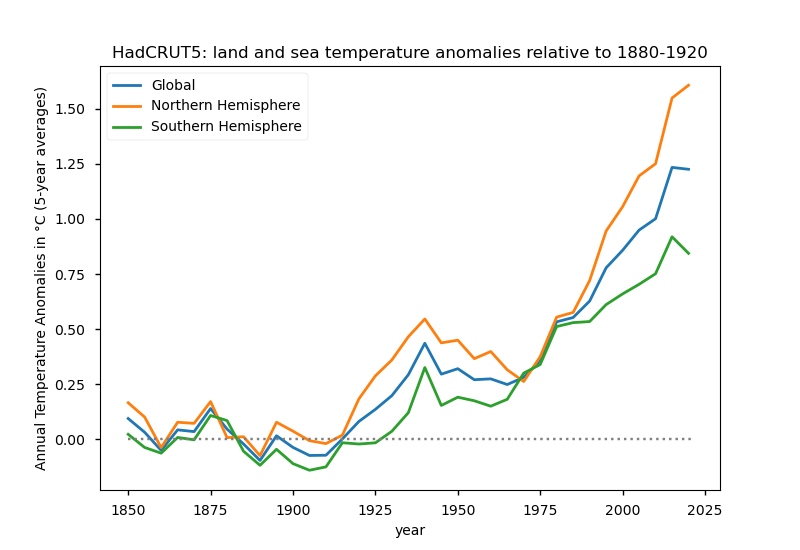 HadCRUT5: land and sea temperature anomalies relative to 1880-1920
Global
Northern Hemisphere
Southern Hemisphere
Annual Temperature Anomalies in °C (5-year averages)
1.50
1.25
1.00
0.75
0.50
0.25
0.00
1850 1875 1900 1925 1950 1975 2000 2025
year